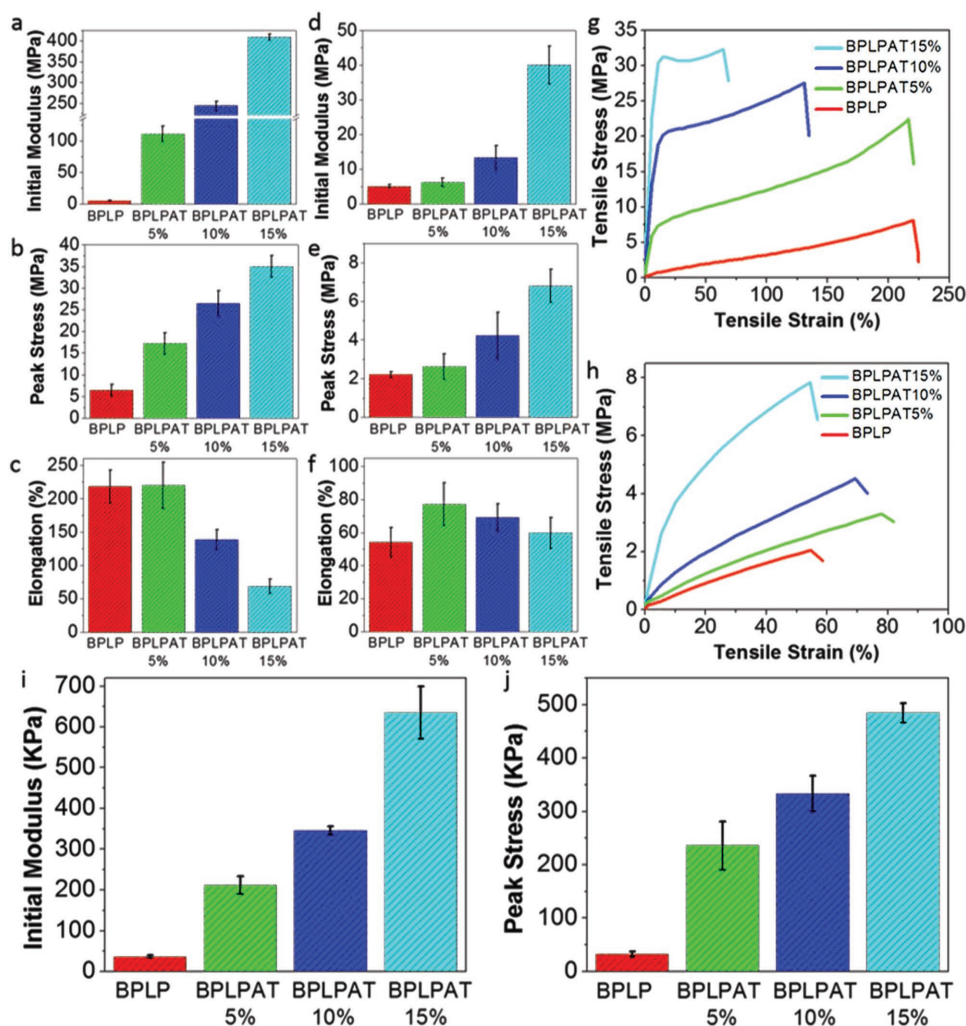 a
Initial Modulus (MPa)
400
350
300
250
100
50
0
BPLP
BPLPAT
BPLPAT
BPLPAT
5%
10%
15%
d
Initial Modulus (MPa)
50
40
30
20
10
0
BPLP
BPLPAT
BPLPAT
BPLPAT
5%
10%
15%
g
Tensile Stress (MPa)
35
30
25
20
15
10
5
0
BPLPAT15%
BPLPAT10%
BPLPAT5%
BPLP
0
50
100
150
200
250
Tensile Strain (%)
b
Peak Stress (MPa)
35
30
25
20
15
10
5
0
BPLP
BPLPAT
BPLPAT
BPLPAT
5%
10%
15%
e
Peak Stress (MPa)
8
6
4
2
0
BPLP
BPLPAT
BPLPAT
BPLPAT
5%
10%
15%
h
Tensile Stress (MPa)
8
6
4
2
0
BPLPAT15%
BPLPAT10%
BPLPAT5%
BPLP
0
20
40
60
80
100
Tensile Strain (%)
c
Elongation (%)
250
200
150
100
50
0
BPLP
BPLPAT
BPLPAT
BPLPAT
5%
10%
15%
f
Elongation (%)
100
80
60
40
20
0
BPLP
BPLPAT
BPLPAT
BPLPAT
5%
10%
15%
i
Initial Modulus (KPa)
700
600
500
400
300
200
100
0
BPLP
BPLPAT
BPLPAT
BPLPAT
5%
10%
15%
j
Peak Stress (KPa)
500
400
300
200
100
0
BPLP
BPLPAT
BPLPAT
BPLPAT
5%
10%
15%